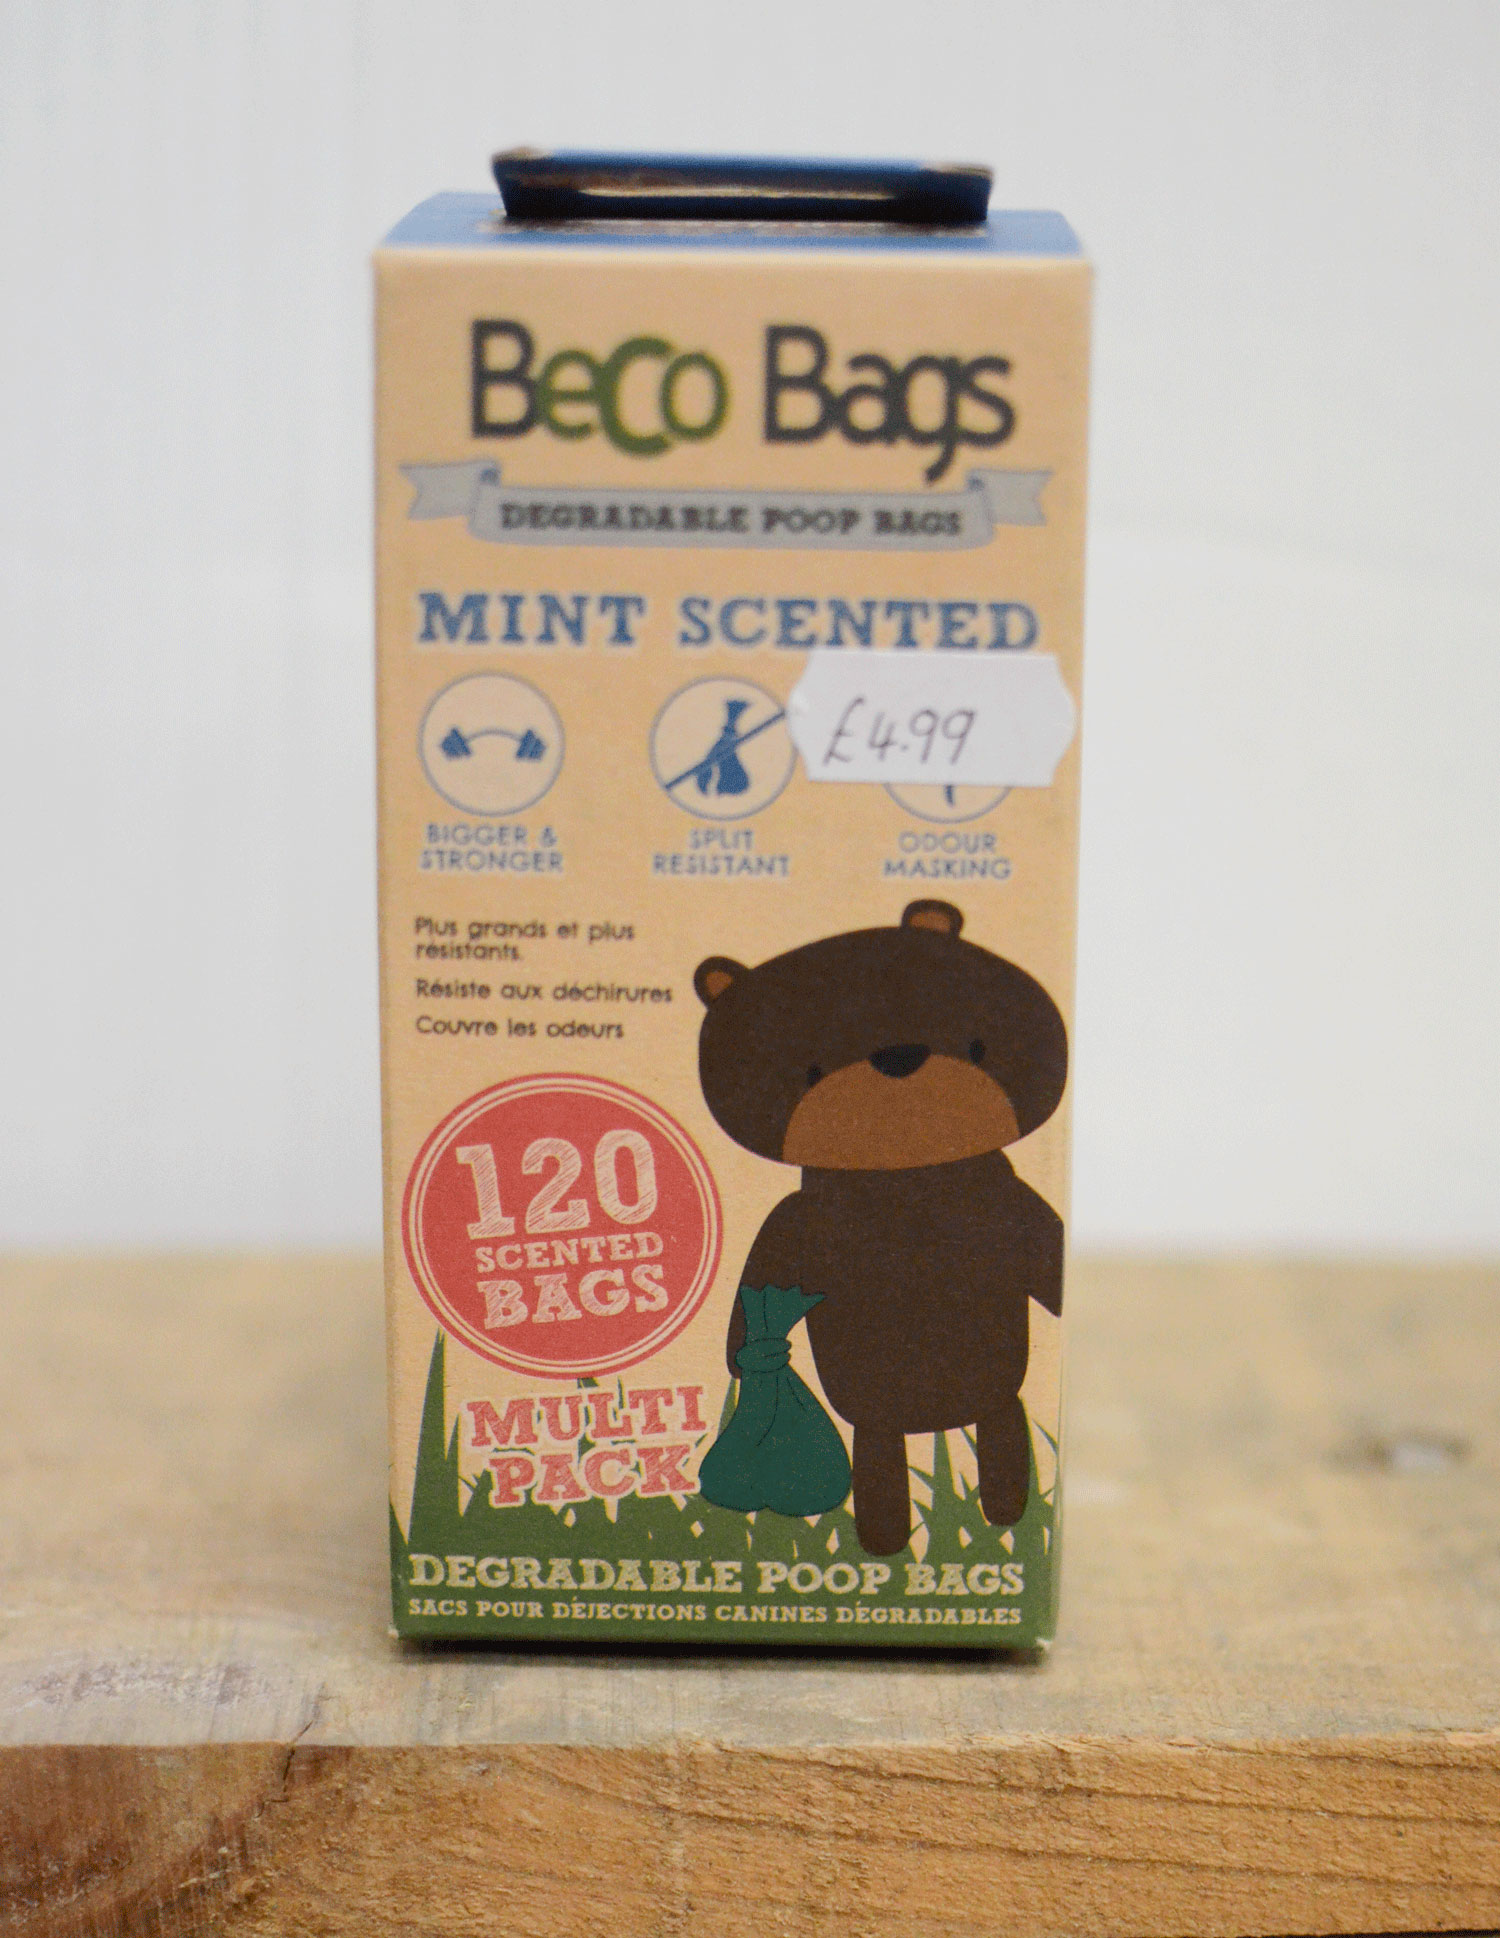 BeCo Bags
DEGRADABLE POOP BAGS
MINT SCENTED
£4.99
BIGGER &
STRONGER
SPLIT
RESISTANT
ODOUR
MASKING
Plus grands et plus
résistants.
Résiste aux déchirures
Couvre les odeurs
120
SCENTED
BAGS
MULTI
PACK
DEGRADABLE POOP BAGS
SACS POUR DÉJECTIONS CANINES DÉGRADABLES